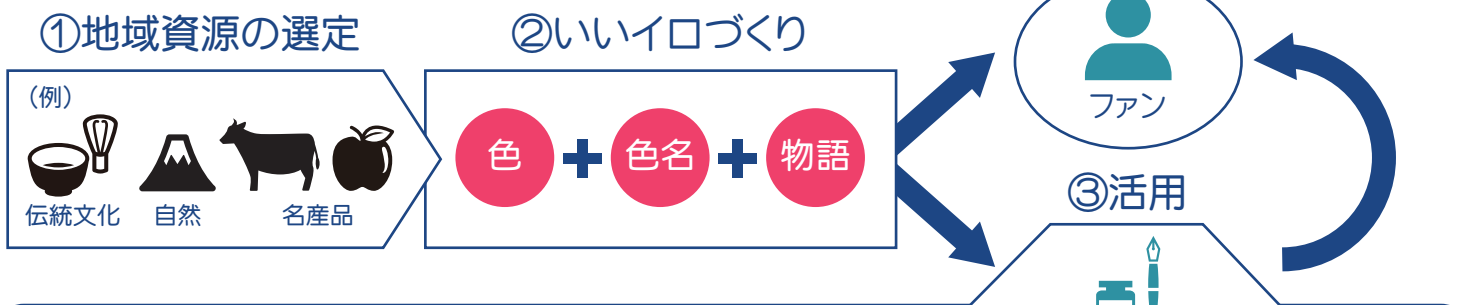 ①地域資源の選定
(例)
伝統文化
自然
名産品
②いいイロづくり
色
色名
物語
ファン
③活用